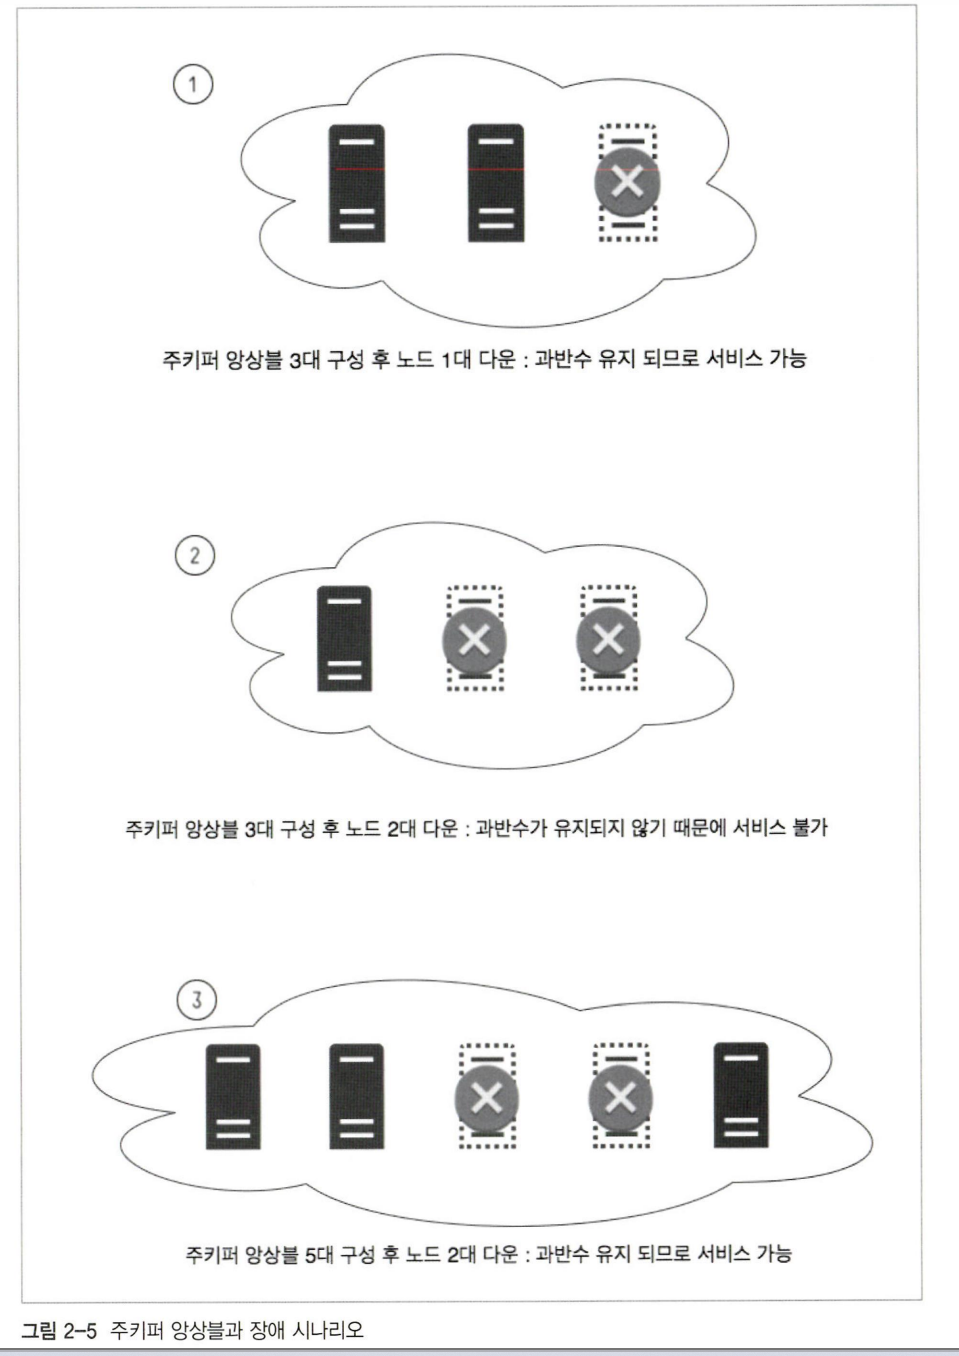 1
주키퍼 앙상블 3대 구성 후 노드 1대 다운 : 과반수 유지 되므로 서비스 가능
2
주키퍼 앙상블 3대 구성 후 노드 2대 다운 : 과반수가 유지되지 않기 때문에 서비스 불가
3
주키퍼 앙상블 5대 구성 후 노드 2대 다운 : 과반수 유지 되므로 서비스 가능
그림 2-5 주키퍼 앙상블과 장애 시나리오